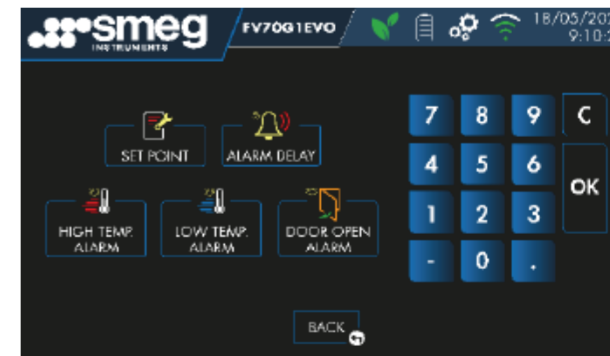 smeg
INSTRUMENTS
FV70G1EVO
18/05/202
9:10:
SET POINT
ALARM DELAY
HIGH TEMP.
ALARM
LOW TEMP.
ALARM
DOOR OPEN
ALARM
7 8 9 C
4 5 6 OK
1 2 3
- 0 .
BACK